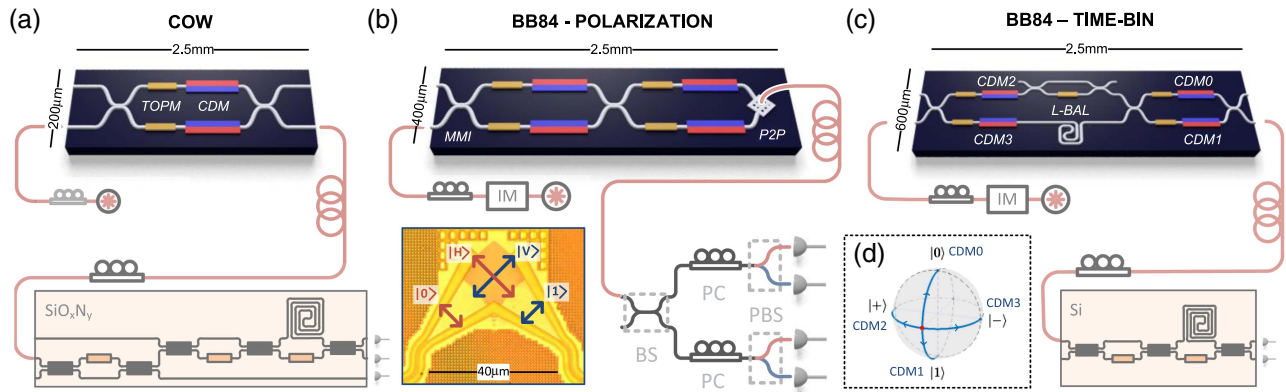 (a)
COW
2.5mm
200μm
TOPM
CDM
SiOxNy
(b)
BB84 - POLARIZATION
2.5mm
400μm
MMI
P2P
IM
|H⟩
|V⟩
|0⟩
|1⟩
40μm
BS
PC
PBS
PC
(c)
BB84 – TIME-BIN
2.5mm
600μm
CDM2
CDM0
L-BAL
CDM3
CDM1
IM
(d)
|0⟩ CDM0
|+⟩
CDM2
CDM3
|−⟩
CDM1
|1⟩
Si